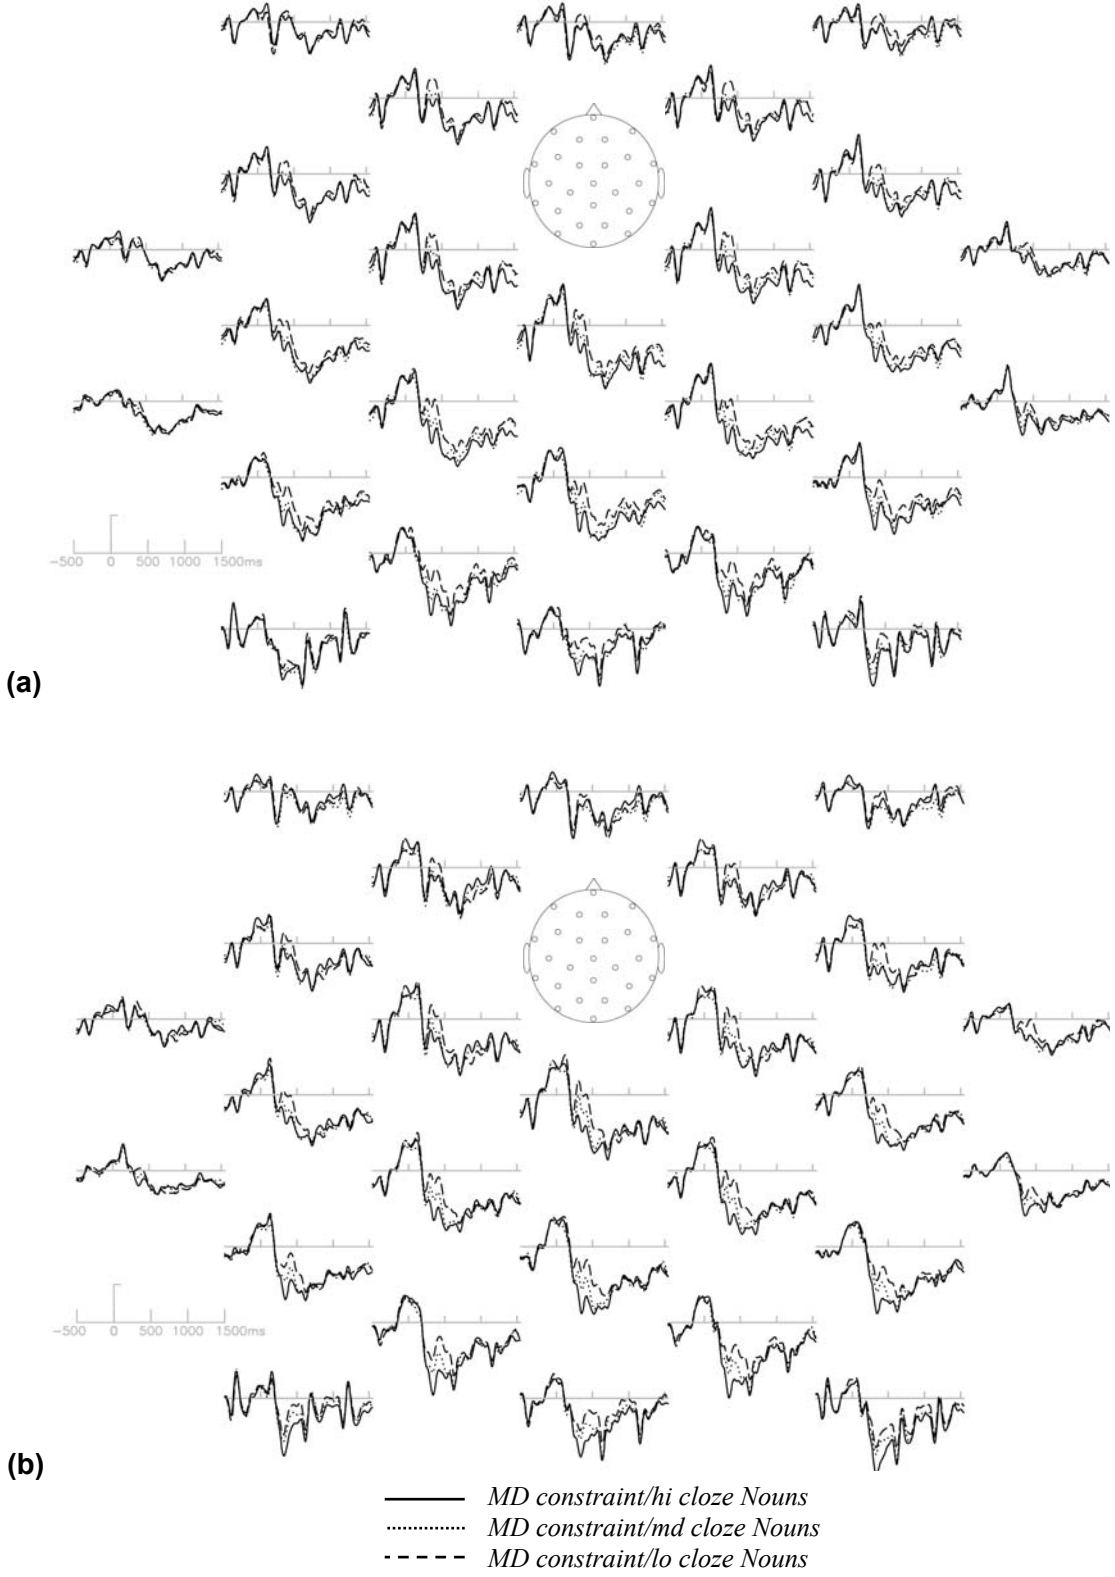 -500 0 500 1000 1500ms
(a)
-500 0 500 1000 1500ms
(b)
MD constraint/hi cloze Nouns
MD constraint/md cloze Nouns
MD constraint/lo cloze Nouns